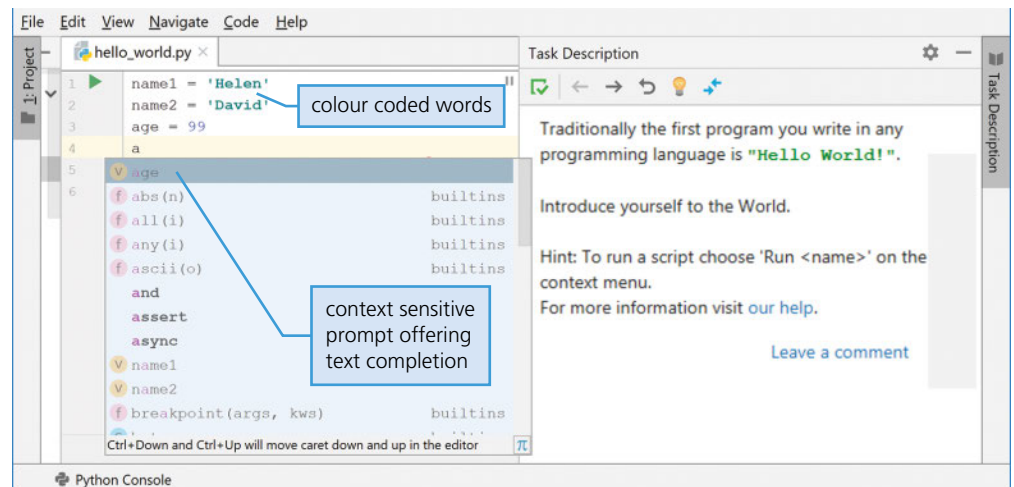 File Edit View Navigate Code Help
hello_world.py
Task Description
1: Project
Task Description
1 name1 = 'Helen'
2 name2 = 'David'
3 age = 99
4 a
5
6
colour coded words
age
abs(n) builtins
all(i) builtins
any(i) builtins
ascii(o) builtins
and
assert
async
name1
name2
breakpoint(args, kws) builtins
context sensitive
prompt offering
text completion
Ctrl+Down and Ctrl+Up will move caret down and up in the editor π
Traditionally the first program you write in any
programming language is "Hello World!".
Introduce yourself to the World.
Hint: To run a script choose 'Run <name>' on the
context menu.
For more information visit our help.
Leave a comment
Python Console